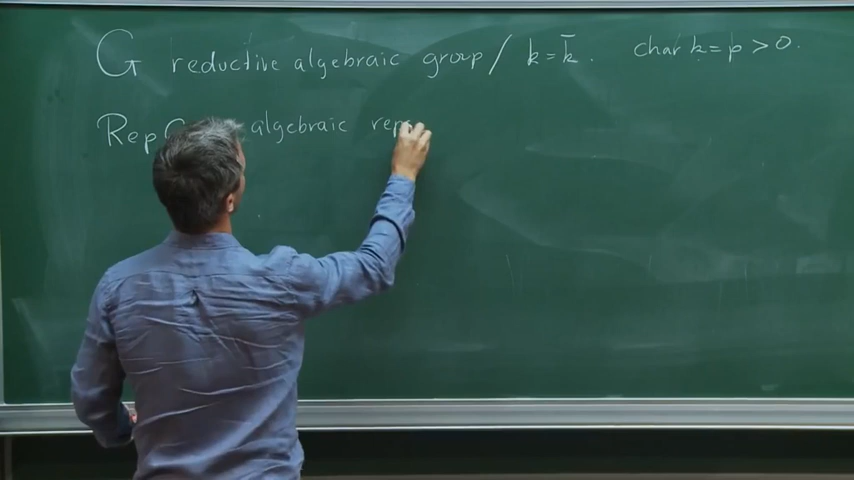 G reductive algebraic group / k = k̄ . char k = p > 0.
Rep algebraic rep